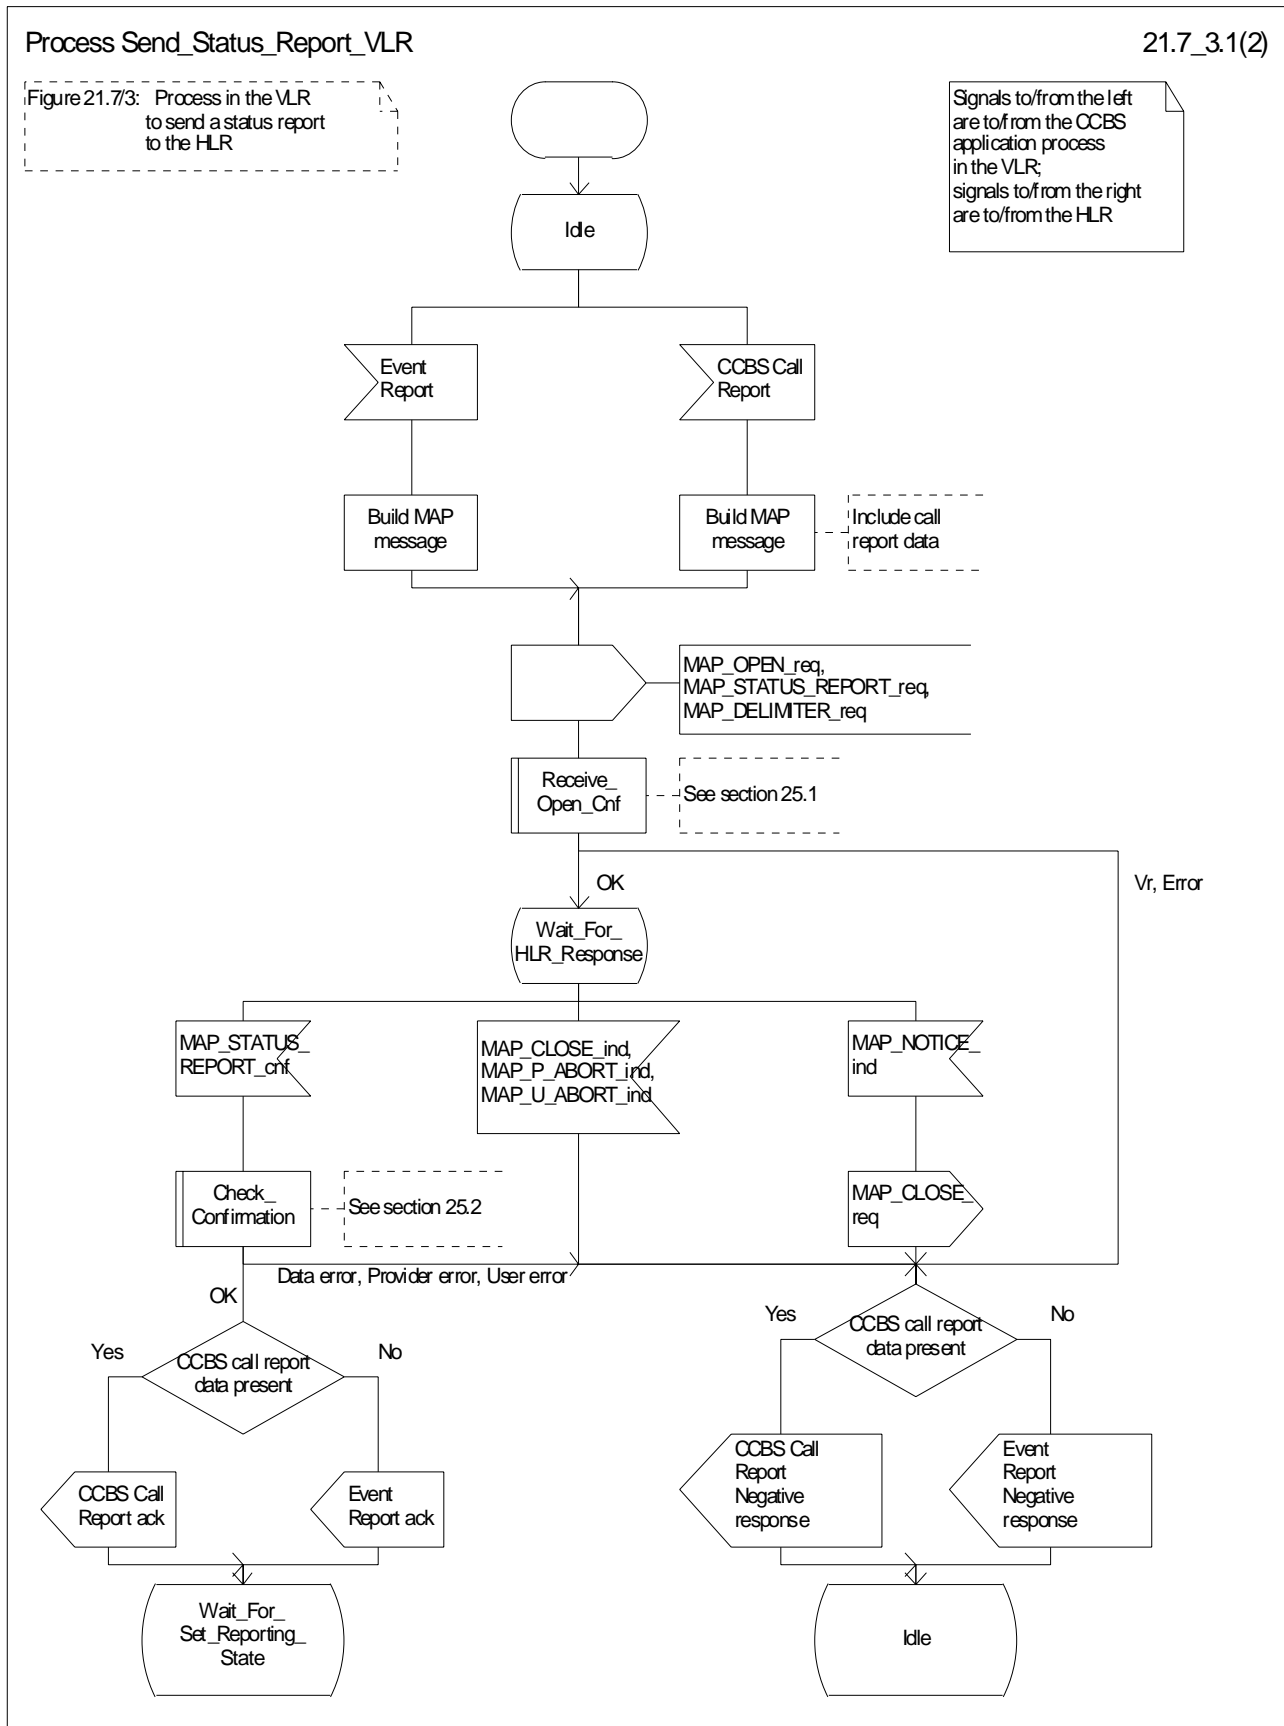 Process Send_Status_Report_VLR
21.7_3.1(2)
Figure 21.7/3: Process in the VLR
to send a status report
to the HLR
Signals to/from the left
are to/from the CCBS
application process
in the VLR;
signals to/from the right
are to/from the HLR
Idle
Event
Report
CCBS Call
Report
Build MAP
message
Build MAP
message
Include call
report data
MAP_OPEN_req,
MAP_STATUS_REPORT_req,
MAP_DELIMITER_req
Receive_
Open_Cnf
See section 25.1
OK
Vr, Error
Wait_For_
HLR_Response
MAP_STATUS_
REPORT_cnf
MAP_CLOSE_ind,
MAP_P_ABORT_ind,
MAP_U_ABORT_ind
MAP_NOTICE_
ind
Check_
Confirmation
See section 25.2
MAP_CLOSE_
req
Data error, Provider error, User error
OK
Yes
CCBS call report
data present
No
Yes
CCBS call report
data present
No
CCBS Call
Report ack
Event
Report ack
CCBS Call
Report
Negative
response
Event
Report
Negative
response
Wait_For_
Set_Reporting_
State
Idle